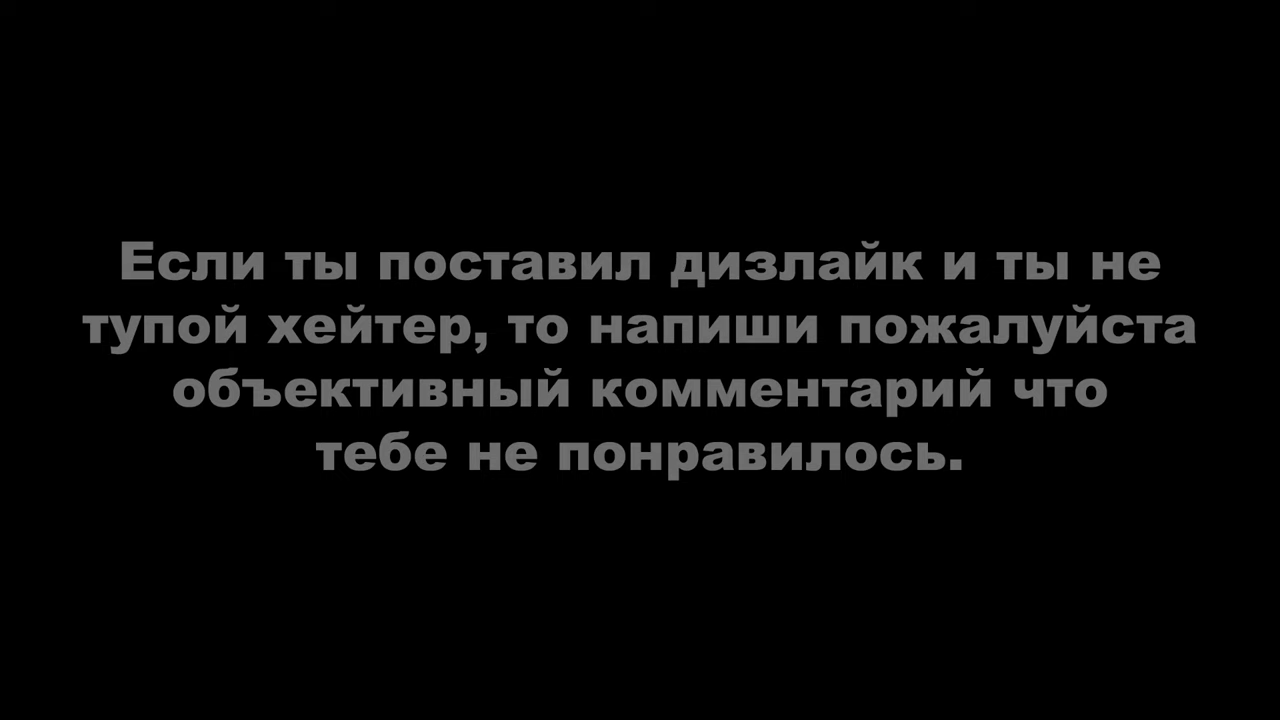 Если ты поставил дизлайк и ты не
тупой хейтер, то напиши пожалуйста
объективный комментарий что
тебе не понравилось.